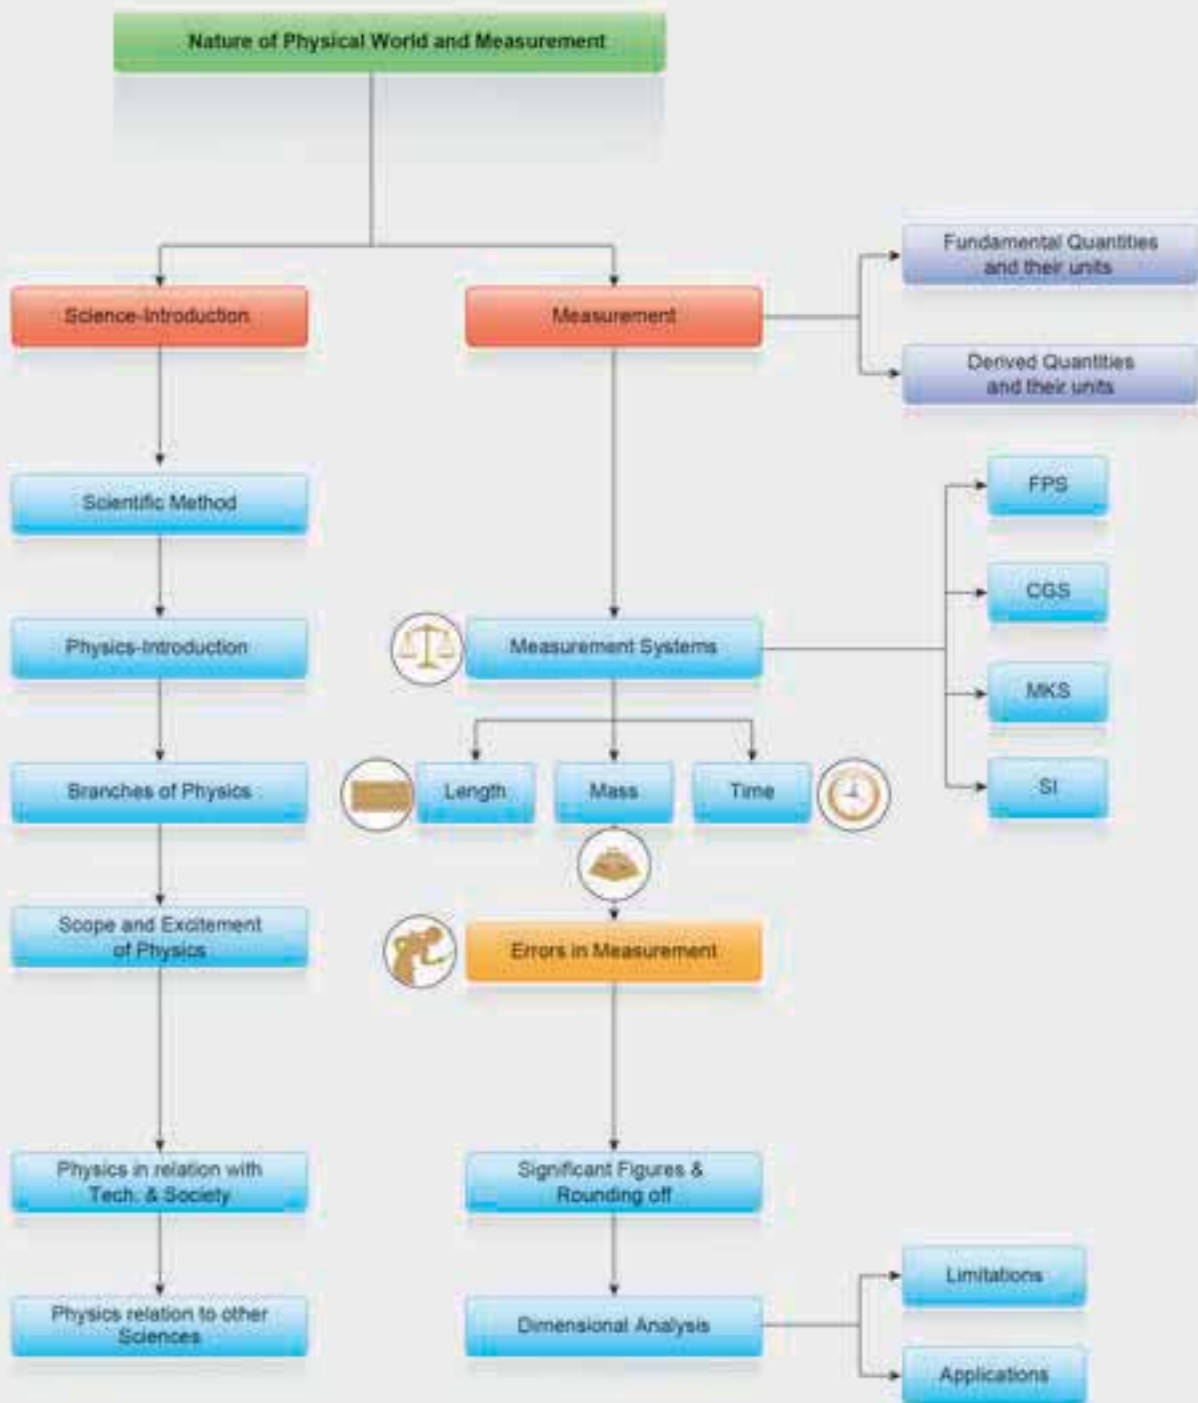 Nature of Physical World and Measurement
Science-Introduction
Scientific Method
Physics-Introduction
Branches of Physics
Scope and Excitement
of Physics
Physics in relation with
Tech. & Society
Physics relation to other
Sciences
Measurement
Fundamental Quantities
and their units
Derived Quantities
and their units
Measurement Systems
FPS
CGS
MKS
SI
Length
Mass
Time
Errors in Measurement
Significant Figures &
Rounding off
Dimensional Analysis
Limitations
Applications